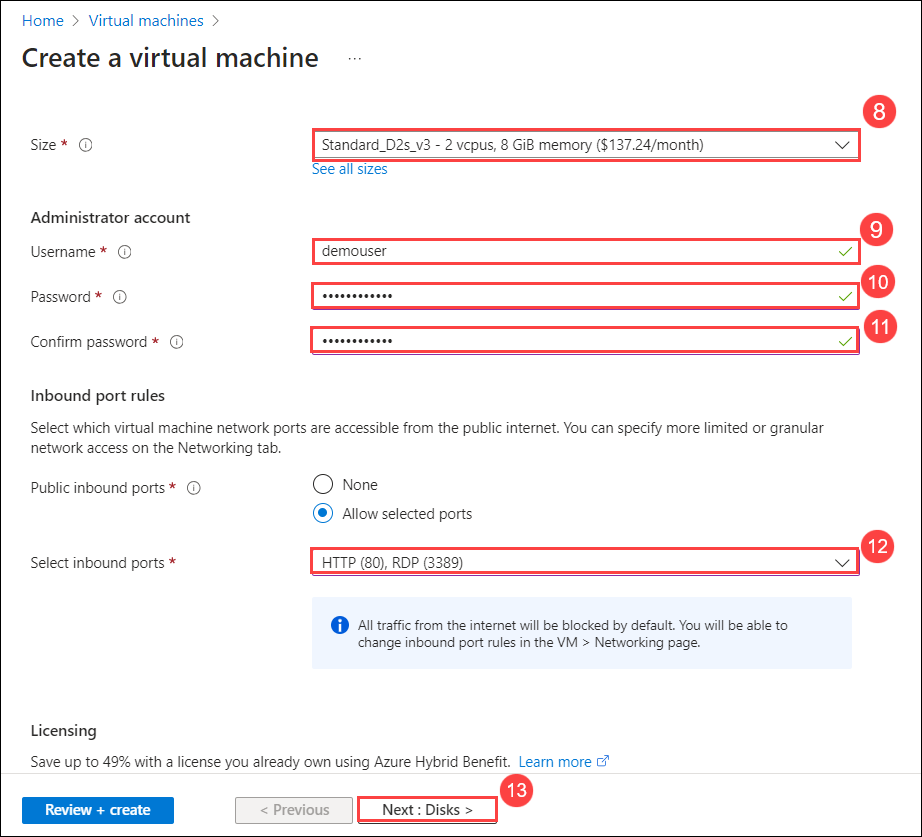 Home > Virtual machines >
Create a virtual machine ...
8
Size * Standard_D2s_v3 - 2 vcpus, 8 GiB memory ($137.24/month)
See all sizes
Administrator account
9
Username * demouser
10
Password * ••••••••••••
11
Confirm password * ••••••••••••
Inbound port rules
Select which virtual machine network ports are accessible from the public internet. You can specify more limited or granular
network access on the Networking tab.
Public inbound ports * None
Allow selected ports
12
Select inbound ports * HTTP (80), RDP (3389)
All traffic from the internet will be blocked by default. You will be able to
change inbound port rules in the VM > Networking page.
Licensing
Save up to 49% with a license you already own using Azure Hybrid Benefit. Learn more
13
Review + create < Previous Next : Disks >